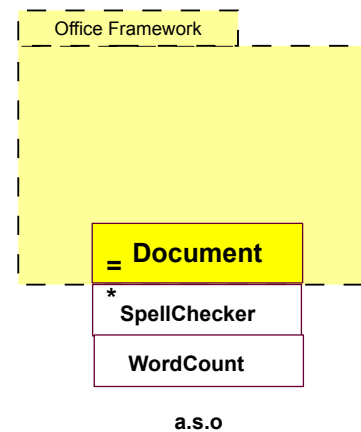 Office Framework
= Document
*
SpellChecker
WordCount
a.s.o